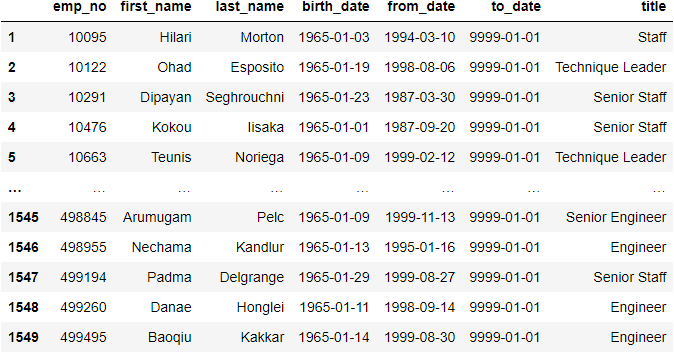 emp_no first_name last_name birth_date from_date to_date title
1 10095 Hilari Morton 1965-01-03 1994-03-10 9999-01-01 Staff
2 10122 Ohad Esposito 1965-01-19 1998-08-06 9999-01-01 Technique Leader
3 10291 Dipayan Seghrouchni 1965-01-23 1987-03-30 9999-01-01 Senior Staff
4 10476 Kokou Iisaka 1965-01-01 1987-09-20 9999-01-01 Senior Staff
5 10663 Teunis Noriega 1965-01-09 1999-02-12 9999-01-01 Technique Leader
... ... ... ... ... ... ... ...
1545 498845 Arumugam Pelc 1965-01-09 1999-11-13 9999-01-01 Senior Engineer
1546 498955 Nechama Kandlur 1965-01-13 1995-01-16 9999-01-01 Engineer
1547 499194 Padma Delgrange 1965-01-29 1999-08-27 9999-01-01 Senior Staff
1548 499260 Danae Honglei 1965-01-11 1998-09-14 9999-01-01 Engineer
1549 499495 Baoqiu Kakkar 1965-01-14 1999-08-30 9999-01-01 Engineer